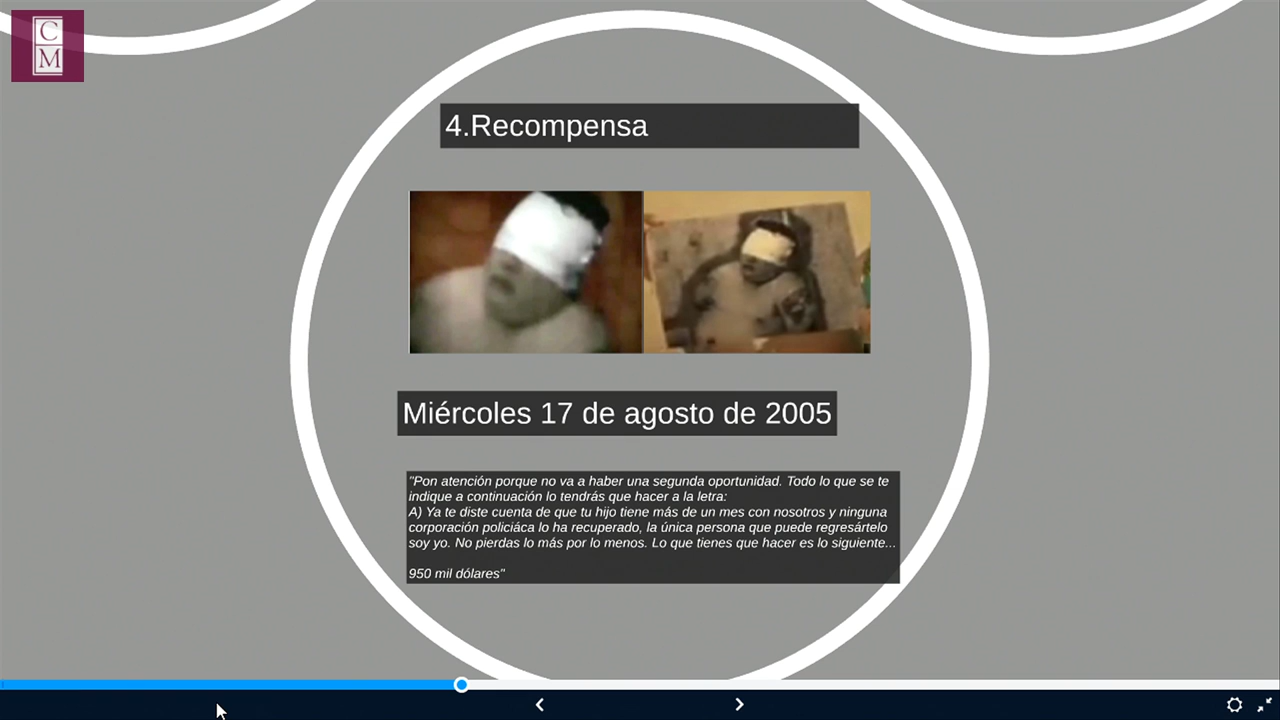 C
M
4.Recompensa
Miércoles 17 de agosto de 2005
"Pon atención porque no va a haber una segunda oportunidad. Todo lo que se te
indique a continuación lo tendrás que hacer a la letra:
A) Ya te diste cuenta de que tu hijo tiene más de un mes con nosotros y ninguna
corporación policiáca lo ha recuperado, la única persona que puede regresártelo
soy yo. No pierdas lo más por lo menos. Lo que tienes que hacer es lo siguiente...
950 mil dólares"